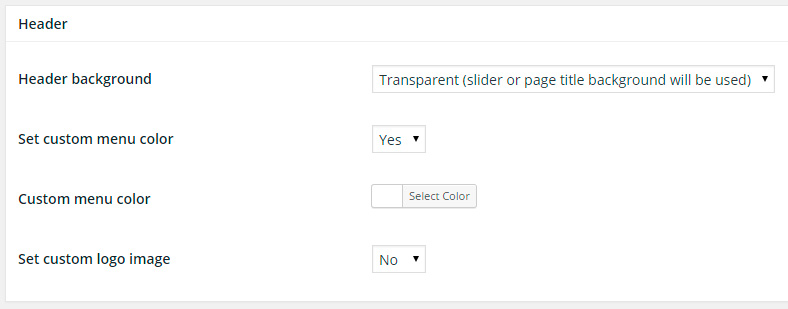 Header
Header background
Transparent (slider or page title background will be used)
Set custom menu color
Yes
Custom menu color
Select Color
Set custom logo image
No